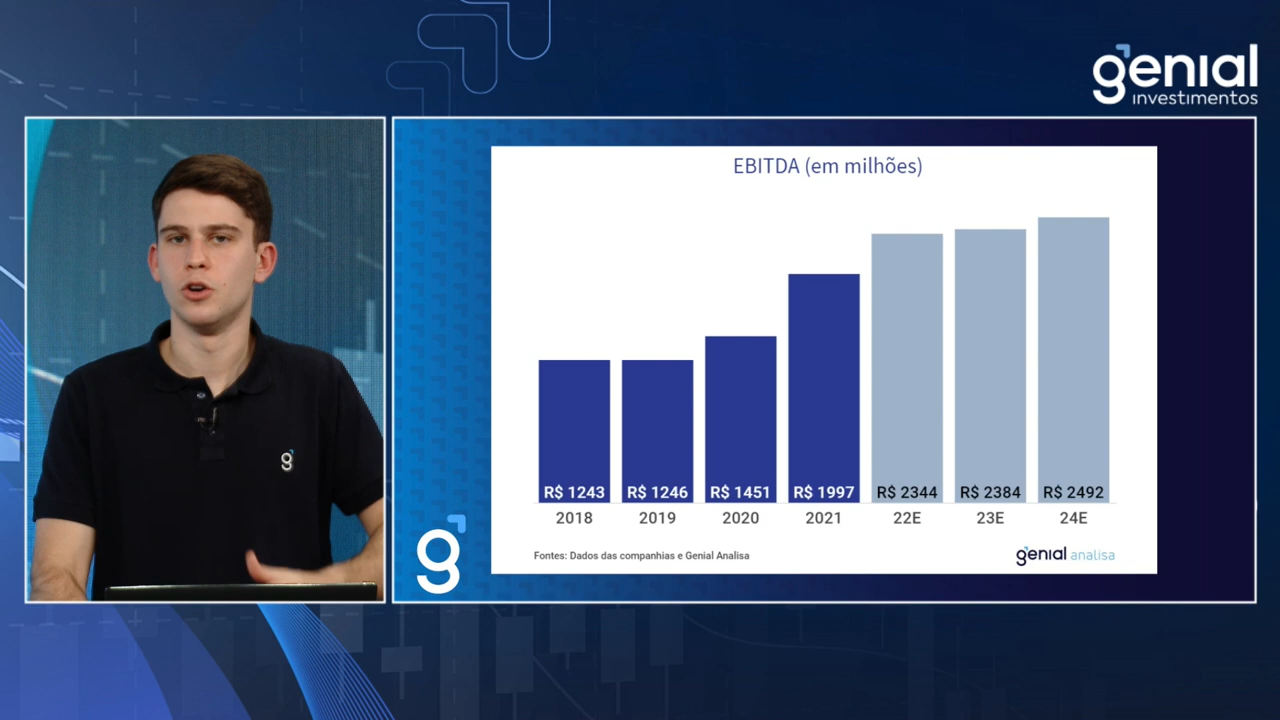 genial
investimentos
EBITDA (em milhões)
R$ 1243 R$ 1246 R$ 1451 R$ 1997 R$ 2344 R$ 2384 R$ 2492
2018 2019 2020 2021 22E 23E 24E
Fontes: Dados das companhias e Genial Analisa
genial analisa
g
g